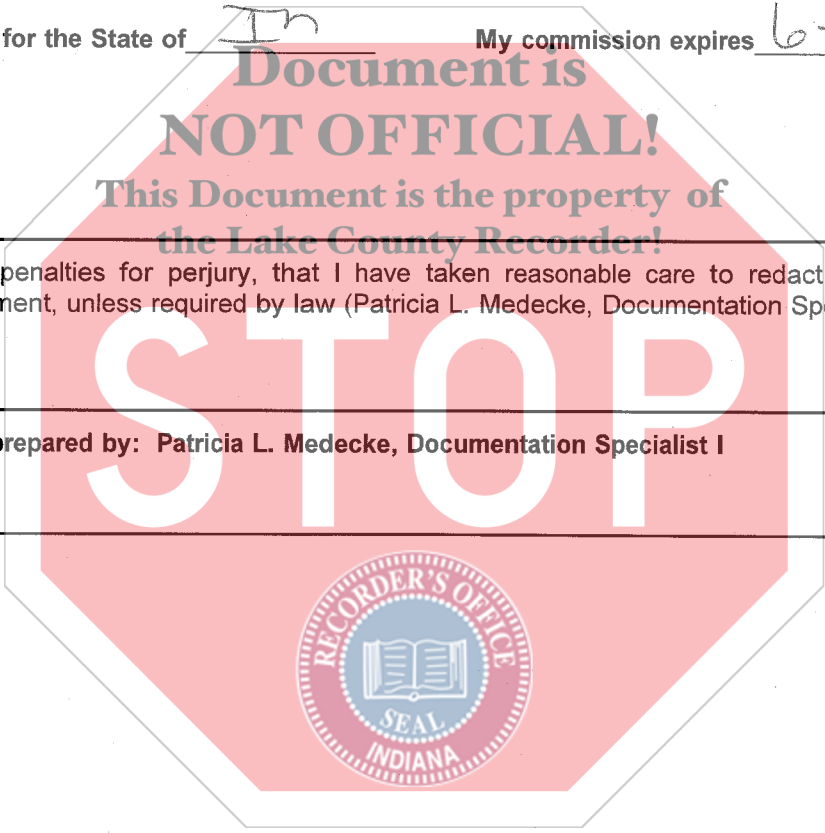 for the State of In My commission expires 6-
Document is
NOT OFFICIAL!
This Document is the property of
the Lake County Recorder!
penalties for perjury, that I have taken reasonable care to redact
ment, unless required by law (Patricia L. Medecke, Documentation Sp
STOP
prepared by: Patricia L. Medecke, Documentation Specialist I
RECORDER'S OFFICE
SEAL
INDIANA